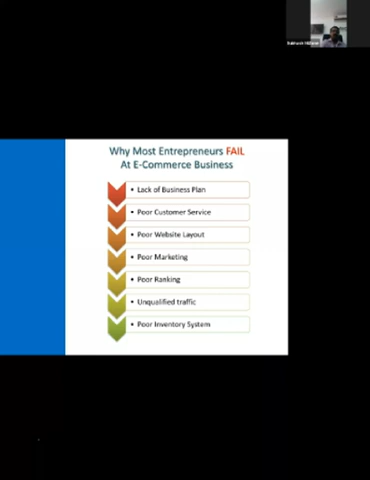 Why Most Entrepreneurs FAIL
At E-Commerce Business
• Lack of Business Plan
• Poor Customer Service
• Poor Website Layout
• Poor Marketing
• Poor Ranking
• Unqualified traffic
• Poor Inventory System